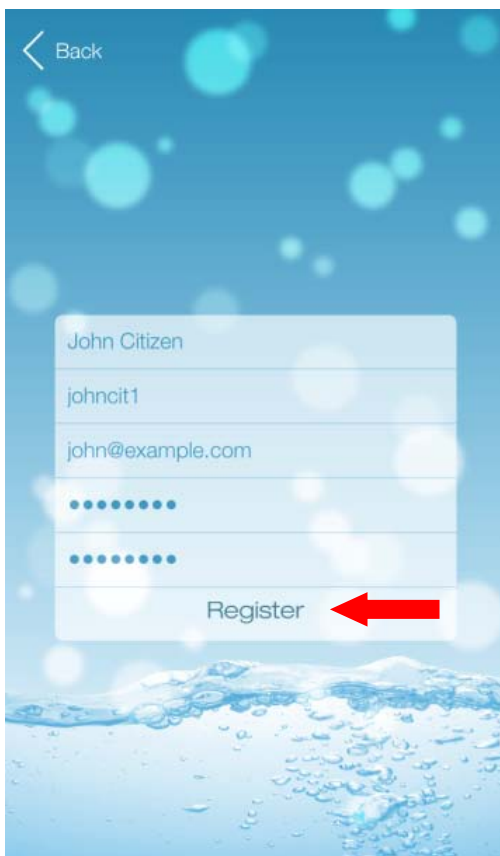 Back
John Citizen
johncit1
john@example.com
••••••••
••••••••
Register